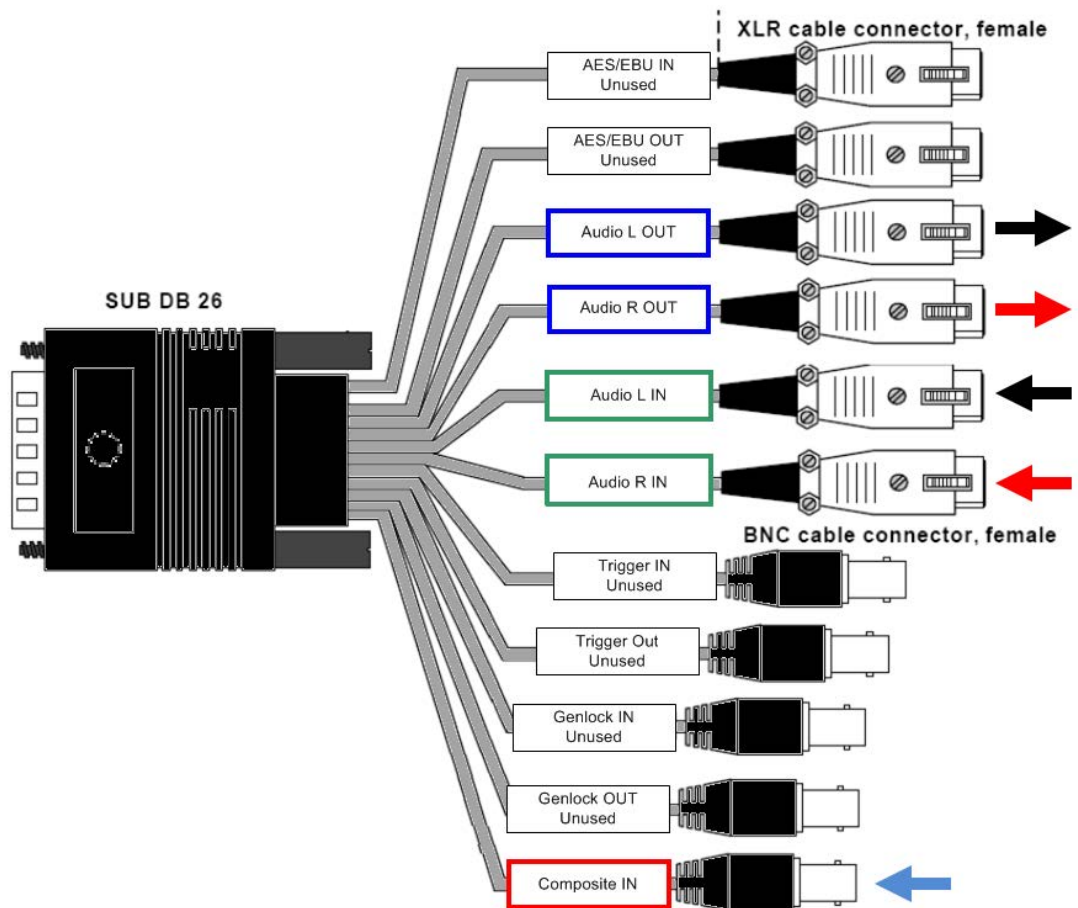 XLR cable connector, female
AES/EBU IN
Unused
AES/EBU OUT
Unused
Audio L OUT
SUB DB 26
Audio R OUT
Audio L IN
Audio R IN
BNC cable connector, female
Trigger IN
Unused
Trigger Out
Unused
Genlock IN
Unused
Genlock OUT
Unused
Composite IN